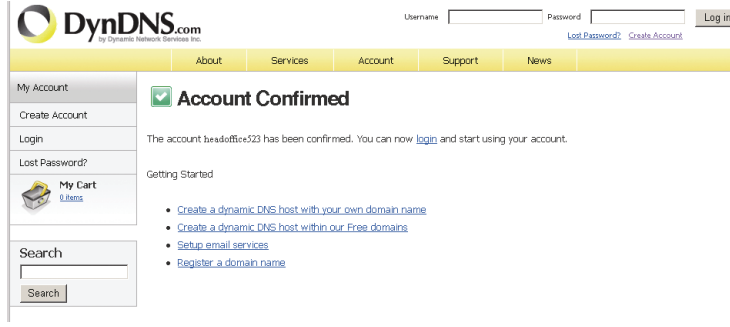 DynDNS.com
by Dynamic Network Services Inc.
Username
Password
Log in
Lost Password? Create Account
About Services Account Support News
My Account
Create Account
Login
Lost Password?
My Cart
0 items
Search
Search
Account Confirmed
The account headoffice523 has been confirmed. You can now login and start using your account.
Getting Started
Create a dynamic DNS host with your own domain name
Create a dynamic DNS host within our Free domains
Setup email services
Register a domain name